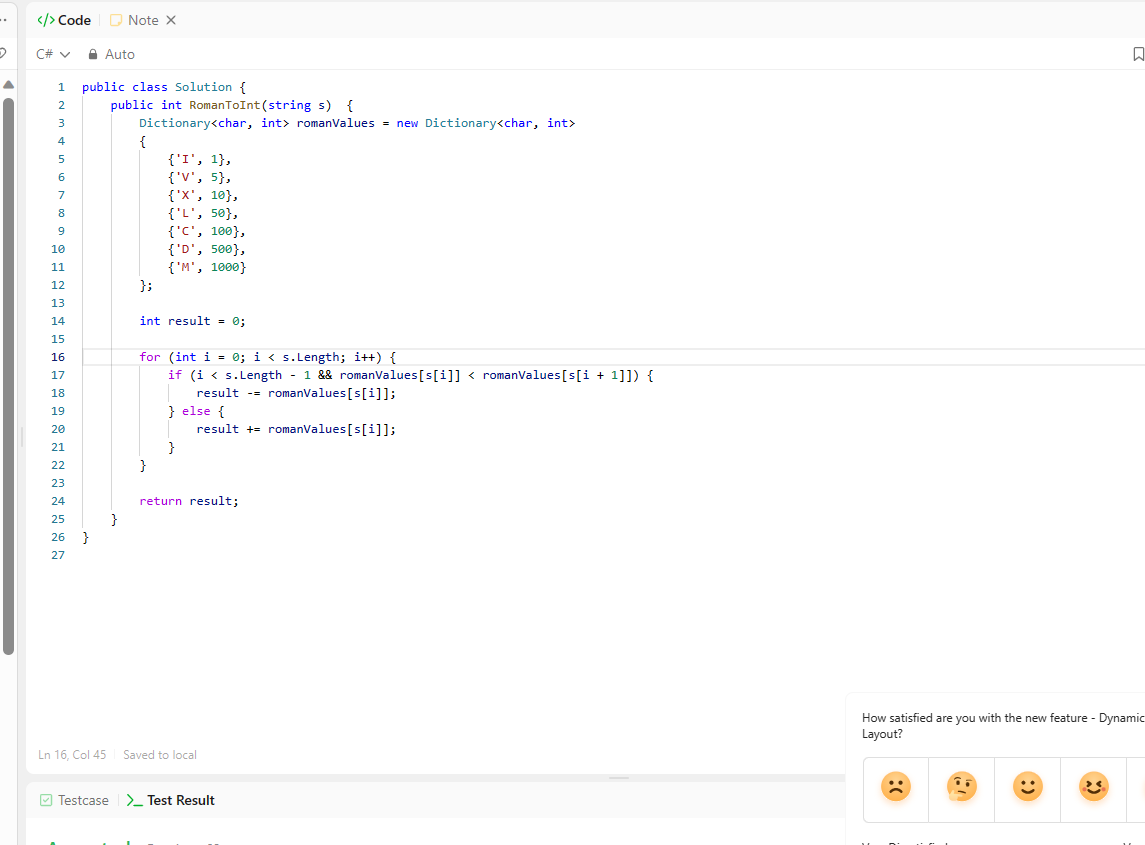 </> Code
Note
C#
Auto
1 public class Solution {
2 public int RomanToInt(string s)  {
3 Dictionary<char, int> romanValues = new Dictionary<char, int>
4 {
5 {'I', 1},
6 {'V', 5},
7 {'X', 10},
8 {'L', 50},
9 {'C', 100},
10 {'D', 500},
11 {'M', 1000}
12 };
13
14 int result = 0;
15
16 for (int i = 0; i < s.Length; i++) {
17 if (i < s.Length - 1 && romanValues[s[i]] < romanValues[s[i + 1]]) {
18 result -= romanValues[s[i]];
19 } else {
20 result += romanValues[s[i]];
21 }
22 }
23
24 return result;
25 }
26 }
27
How satisfied are you with the new feature - Dynamic
Layout?
Ln 16, Col 45
Saved to local
Testcase
>_ Test Result